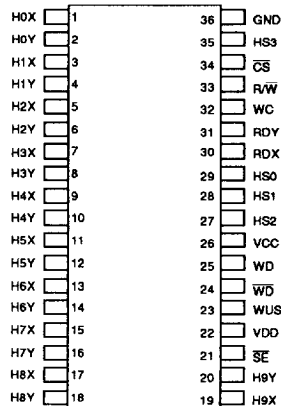 H0X 1 36 GND
H0Y 2 35 HS3
H1X 3 34 C̅S̅
H1Y 4 33 R/W̅
H2X 5 32 WC
H2Y 6 31 RDY
H3X 7 30 RDX
H3Y 8 29 HS0
H4X 9 28 HS1
H4Y 10 27 HS2
H5X 11 26 VCC
H5Y 12 25 WD
H6X 13 24 W̅D̅
H6Y 14 23 WUS
H7X 15 22 VDD
H7Y 16 21 S̅E̅
H8X 17 20 H9Y
H8Y 18 19 H9X